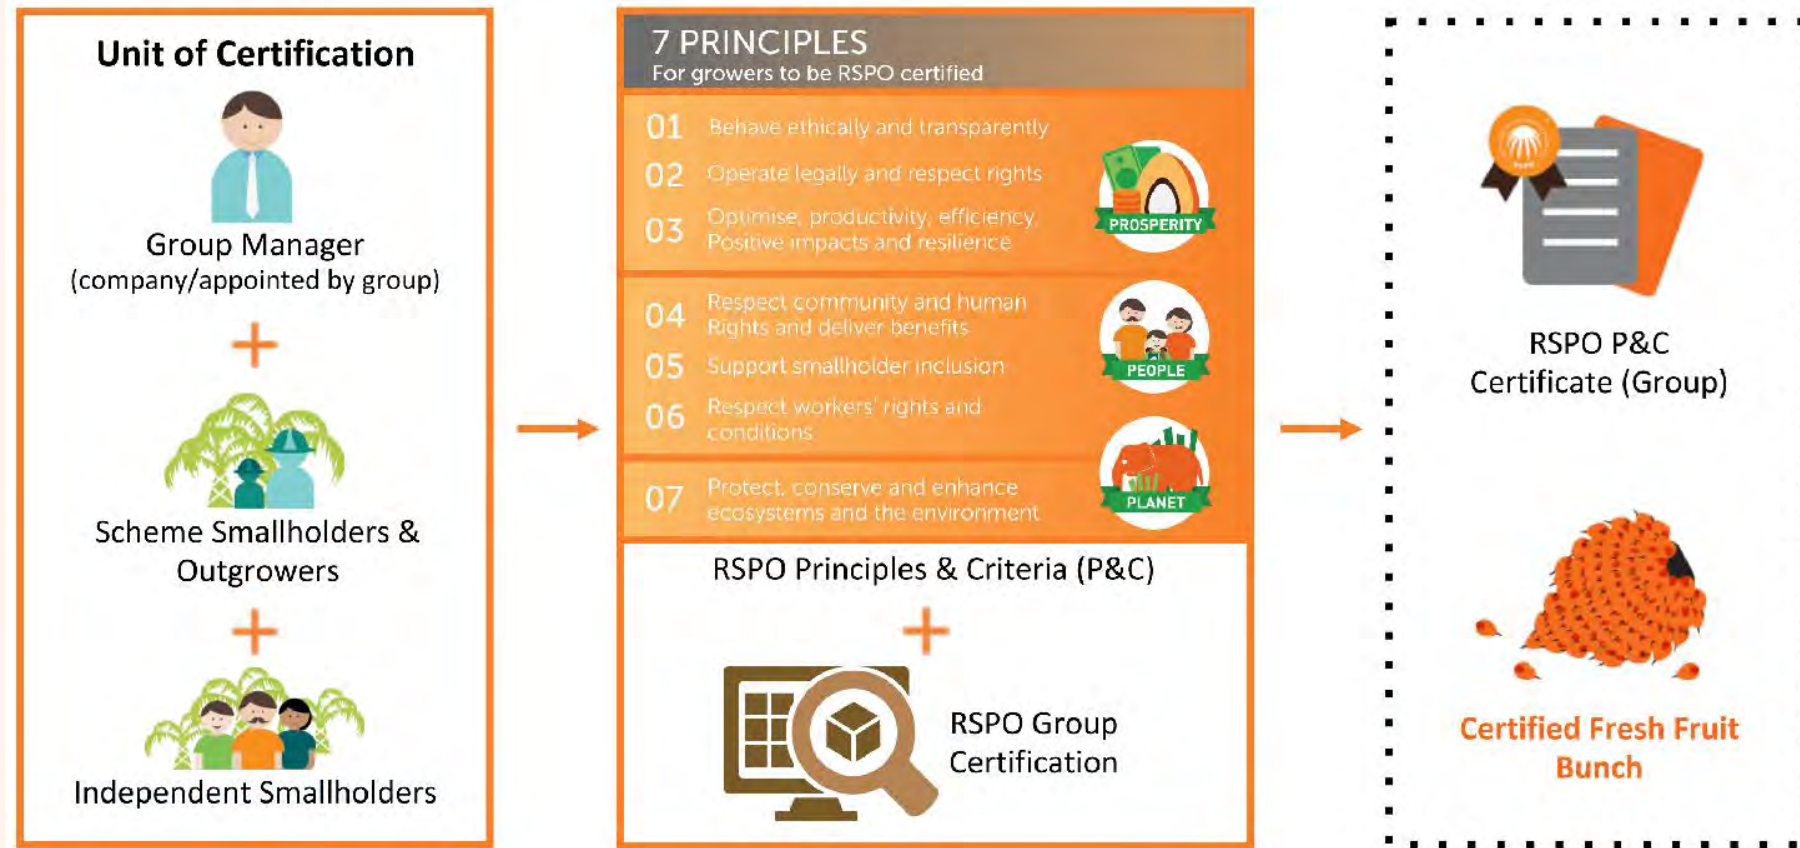 Unit of Certification
Group Manager
(company/appointed by group)
+
Scheme Smallholders &
Outgrowers
+
Independent Smallholders
7 PRINCIPLES
For growers to be RSPO certified
01 Behave ethically and transparently
02 Operate legally and respect rights
03 Optimise, productivity, efficiency,
Positive impacts and resilience
PROSPERITY
04 Respect community and human
Rights and deliver benefits
05 Support smallholder inclusion
06 Respect workers' rights and
conditions
PEOPLE
07 Protect, conserve and enhance
ecosystems and the environment
PLANET
RSPO Principles & Criteria (P&C)
+
RSPO Group
Certification
RSPO P&C
Certificate (Group)
Certified Fresh Fruit
Bunch